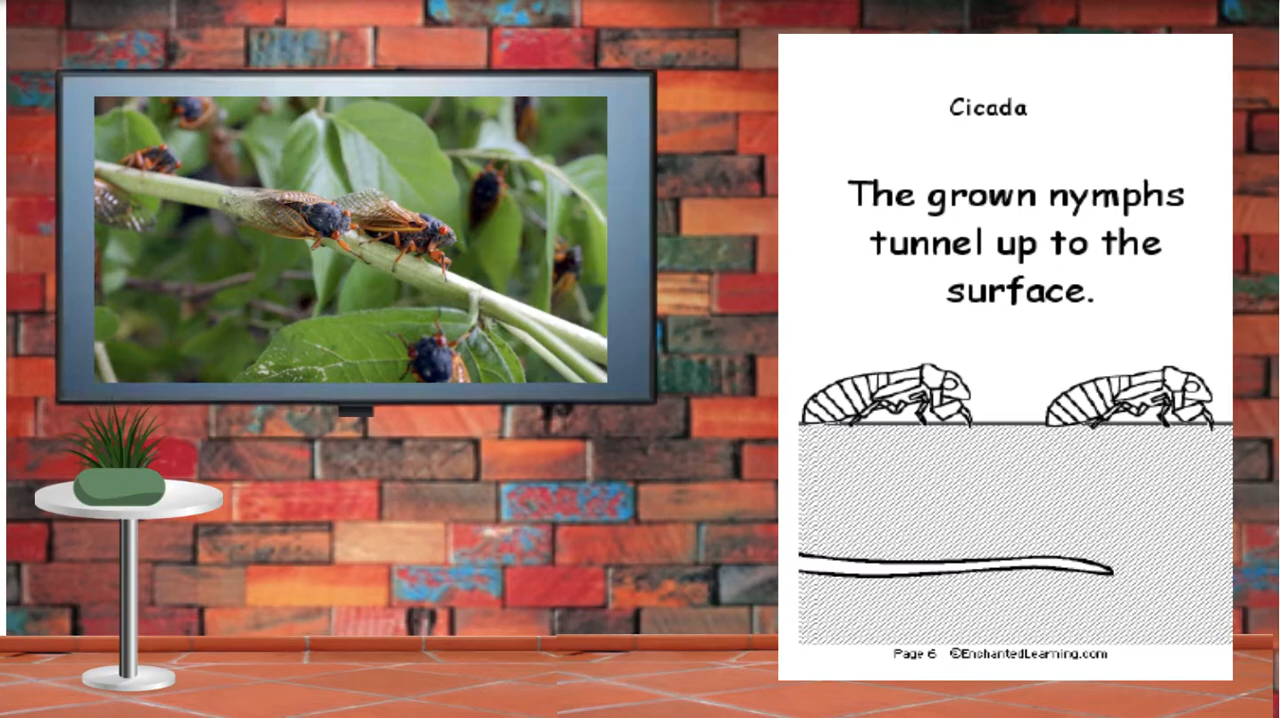 Cicada
The grown nymphs
tunnel up to the
surface.
Page 6 ©EnchantedLearning.com